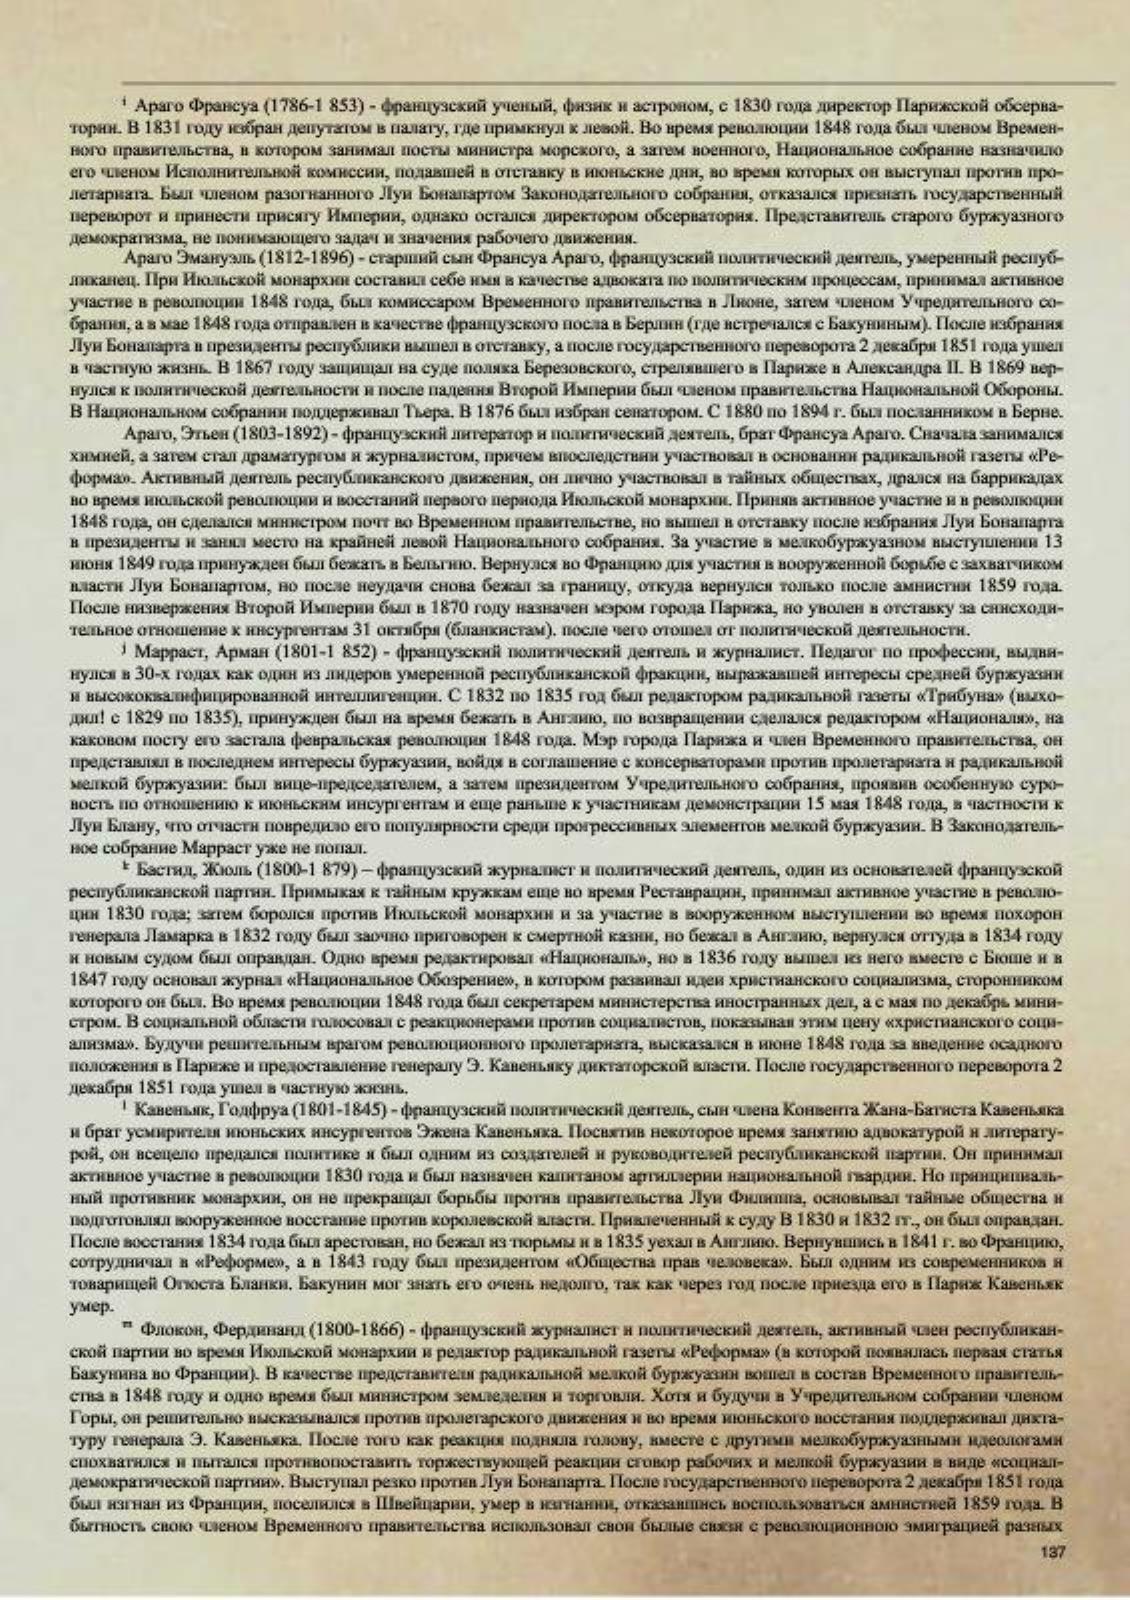 i Араго Франсуа (1786-1 853) - французский ученый, физик и астроном, с 1830 года директор Парижской обсерва-
тории. В 1831 году избран депутатом в палату, где примкнул к левой. Во время революции 1848 года был членом Времен-
ного правительства, в котором занимал посты министра морского, а затем военного, Национальное собрание назначило
его членом Исполнительной комиссии, подавшей в отставку в июньские дни, во время которых он выступал против про-
летариата. Был членом разогнанного Луи Бонапартом Законодательного собрания, отказался признать государственный
переворот и принести присягу Империи, однако остался директором обсерватория. Представитель старого буржуазного
демократизма, не понимающего задач и значения рабочего движения.
Араго Эмануэль (1812-1896) - старший сын Франсуа Араго, французский политический деятель, умеренный респуб-
ликанец. При Июльской монархии составил себе имя в качестве адвоката по политическим процессам, принимал активное
участие в революции 1848 года, был комиссаром Временного правительства в Лионе, затем членом Учредительного со-
брания, а в мае 1848 года отправлен в качестве французского посла в Берлин (где встречался с Бакуниным). После избрания
Луи Бонапарта в президенты республики вышел в отставку, а после государственного переворота 2 декабря 1851 года ушел
в частную жизнь. В 1867 году защищал на суде поляка Березовского, стрелявшего в Париже в Александра II. В 1869 вер-
нулся к политической деятельности и после падения Второй Империи был членом правительства Национальной Обороны.
В Национальном собрании поддерживал Тьера. В 1876 был избран сенатором. С 1880 по 1894 г. был посланником в Берне.
Араго, Этьен (1803-1892) - французский литератор и политический деятель, брат Франсуа Араго. Сначала занимался
химией, а затем стал драматургом и журналистом, причем впоследствии участвовал в основании радикальной газеты «Ре-
форма». Активный деятель республиканского движения, он лично участвовал в тайных обществах, дрался на баррикадах
во время июльской революции и восстаний первого периода Июльской монархии. Приняв активное участие и в революции
1848 года, он сделался министром почт во Временном правительстве, но вышел в отставку после избрания Луи Бонапарта
в президенты и занял место на крайней левой Национального собрания. За участие в мелкобуржуазном выступлении 13
июня 1849 года принужден был бежать в Бельгию. Вернулся во Францию для участия в вооруженной борьбе с захватчиком
власти Луи Бонапартом, но после неудачи снова бежал за границу, откуда вернулся только после амнистии 1859 года.
После низвержения Второй Империи был в 1870 году назначен мэром города Парижа, но уволен в отставку за снисходи-
тельное отношение к инсургентам 31 октября (бланкистам). после чего отошел от политической деятельности.
j Марраст, Арман (1801-1 852) - французский политический деятель и журналист. Педагог по профессии, выдви-
нулся в 30-х годах как один из лидеров умеренной республиканской фракции, выражавшей интересы средней буржуазии
и высококвалифицированной интеллигенции. С 1832 по 1835 год был редактором радикальной газеты «Трибуна» (выхо-
дил! с 1829 по 1835), принужден был на время бежать в Англию, по возвращении сделался редактором «Националя», на
каковом посту его застала февральская революция 1848 года. Мэр города Парижа и член Временного правительства, он
представлял в последнем интересы буржуазии, войдя в соглашение с консерваторами против пролетариата и радикальной
мелкой буржуазии: был вице-председателем, а затем президентом Учредительного собрания, проявив особенную суро-
вость по отношению к июньским инсургентам и еще раньше к участникам демонстрации 15 мая 1848 года, в частности к
Луи Блану, что отчасти повредило его популярности среди прогрессивных элементов мелкой буржуазии. В Законодатель-
ное собрание Марраст уже не попал.
k Бастид, Жюль (1800-1 879) – французский журналист и политический деятель, один из основателей французской
республиканской партии. Примыкая к тайным кружкам еще во время Реставрации, принимал активное участие в револю-
ции 1830 года; затем боролся против Июльской монархии и за участие в вооруженном выступлении во время похорон
генерала Ламарка в 1832 году был заочно приговорен к смертной казни, но бежал в Англию, вернулся оттуда в 1834 году
и новым судом был оправдан. Одно время редактировал «Националь», но в 1836 году вышел из него вместе с Бюше и в
1847 году основал журнал «Национальное Обозрение», в котором развивал идеи христианского социализма, сторонником
которого он был. Во время революции 1848 года был секретарем министерства иностранных дел, а с мая по декабрь мини-
стром. В социальной области голосовал с реакционерами против социалистов, показывая этим цену «христианского соци-
ализма». Будучи решительным врагом революционного пролетариата, высказался в июне 1848 года за введение осадного
положения в Париже и предоставление генералу Э. Кавеньяку диктаторской власти. После государственного переворота 2
декабря 1851 года ушел в частную жизнь.
l Кавеньяк, Годфруа (1801-1845) - французский политический деятель, сын члена Конвента Жана-Батиста Кавеньяка
и брат усмирителя июньских инсургентов Эжена Кавеньяка. Посвятив некоторое время занятию адвокатурой и литерату-
рой, он всецело предался политике я был одним из создателей и руководителей республиканской партии. Он принимал
активное участие в революции 1830 года и был назначен капитаном артиллерии национальной гвардии. Но принципиаль-
ный противник монархии, он не прекращал борьбы против правительства Луи Филиппа, основывал тайные общества и
подготовлял вооруженное восстание против королевской власти. Привлеченный к суду В 1830 и 1832 гг., он был оправдан.
После восстания 1834 года был арестован, но бежал из тюрьмы и в 1835 уехал в Англию. Вернувшись в 1841 г. во Францию,
сотрудничал в «Реформе», а в 1843 году был президентом «Общества прав человека». Был одним из современников и
товарищей Огюста Бланки. Бакунин мог знать его очень недолго, так как через год после приезда его в Париж Кавеньяк
умер.
m Флокон, Фердинанд (1800-1866) - французский журналист и политический деятель, активный член республикан-
ской партии во время Июльской монархии и редактор радикальной газеты «Реформа» (в которой появилась первая статья
Бакунина во Франции). В качестве представителя радикальной мелкой буржуазии вошел в состав Временного правитель-
ства в 1848 году и одно время был министром земледелия и торговли. Хотя и будучи в Учредительном собрании членом
Горы, он решительно высказывался против пролетарского движения и во время июньского восстания поддерживал дикта-
туру генерала Э. Кавеньяка. После того как реакция подняла голову, вместе с другими мелкобуржуазными идеологами
спохватился и пытался противопоставить торжествующей реакции сговор рабочих и мелкой буржуазии в виде «социал-
демократической партии». Выступал резко против Луи Бонапарта. После государственного переворота 2 декабря 1851 года
был изгнан из Франции, поселился в Швейцарии, умер в изгнании, отказавшись воспользоваться амнистией 1859 года. В
бытность свою членом Временного правительства использовал свои былые связи с революционною эмиграцией разных
137